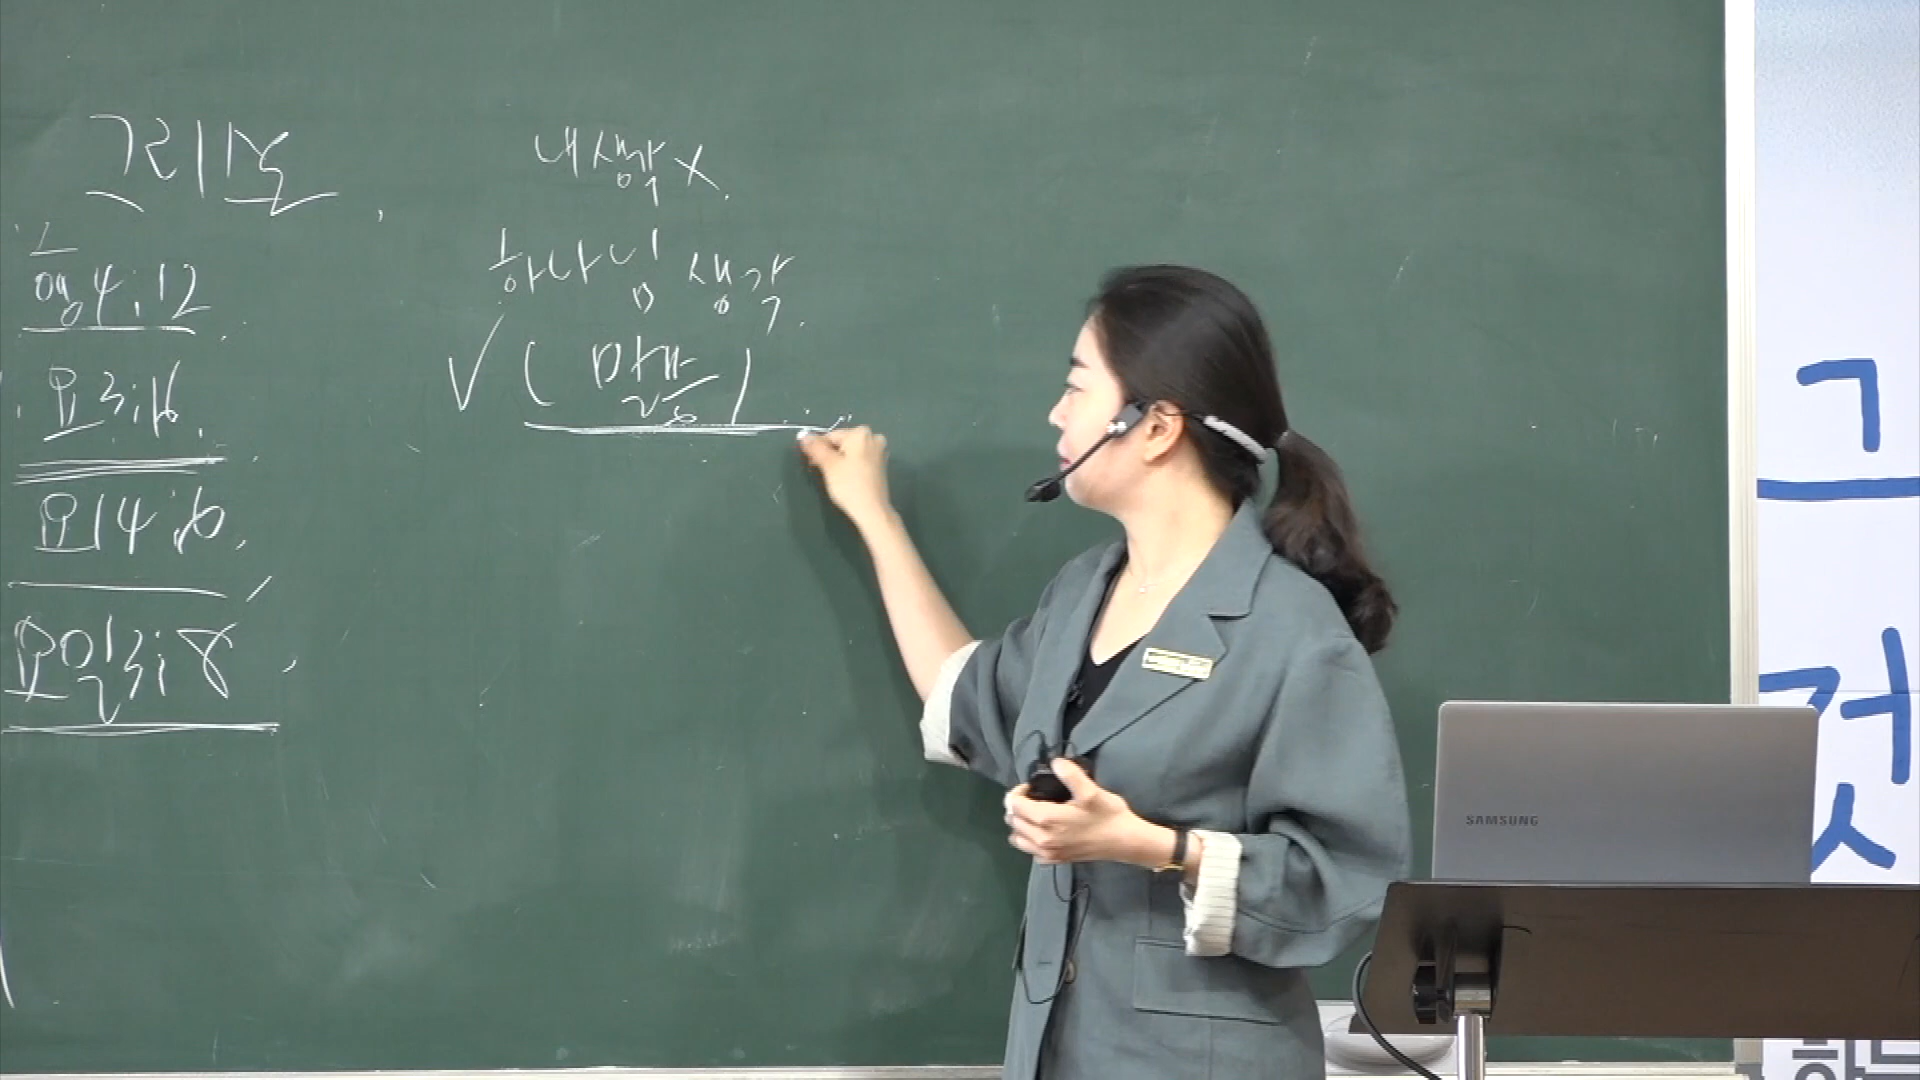 그리스도
행4:12
요3:16
요14:6
요일3:8
내생각 X
하나님 생각
✓ (말씀)
SAMSUNG
그
것